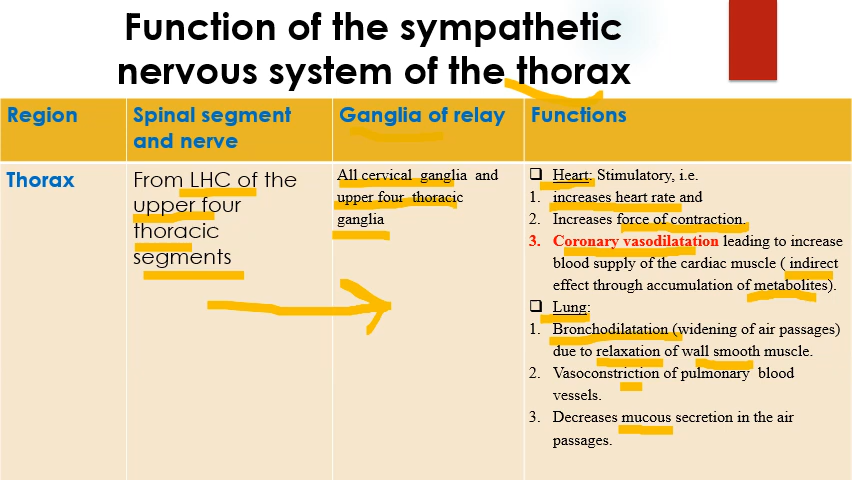 Function of the sympathetic
nervous system of the thorax
Region
Spinal segment
and nerve
Ganglia of relay
Functions
Thorax
From LHC of the
upper four
thoracic
segments
All cervical ganglia and
upper four thoracic
ganglia
❑ Heart: Stimulatory, i.e.
1. increases heart rate and
2. Increases force of contraction.
3. Coronary vasodilatation leading to increase
blood supply of the cardiac muscle ( indirect
effect through accumulation of metabolites).
❑ Lung:
1. Bronchodilatation (widening of air passages)
due to relaxation of wall smooth muscle.
2. Vasoconstriction of pulmonary blood
vessels.
3. Decreases mucous secretion in the air
passages.